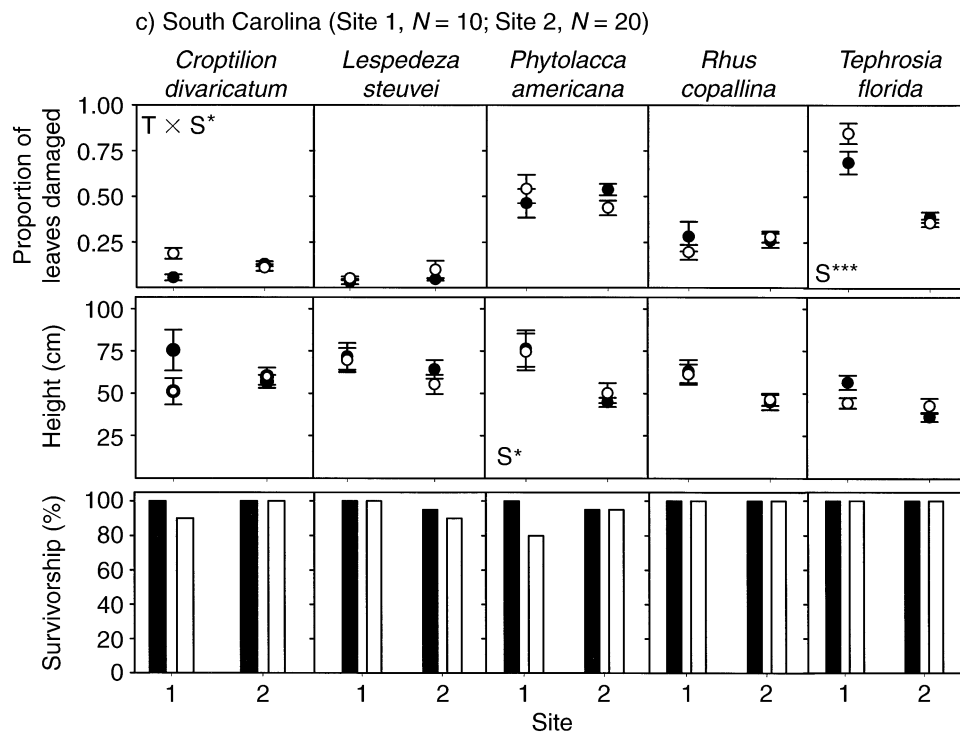 c) South Carolina (Site 1, N = 10; Site 2, N = 20)
Croptilion divaricatum
Lespedeza steuvei
Phytolacca americana
Rhus copallina
Tephrosia florida
Proportion of leaves damaged
1.00
0.75
0.50
0.25
T × S*
S***
Height (cm)
100
75
50
25
S*
Survivorship (%)
100
80
60
40
20
0
1 2 1 2 1 2 1 2 1 2
Site